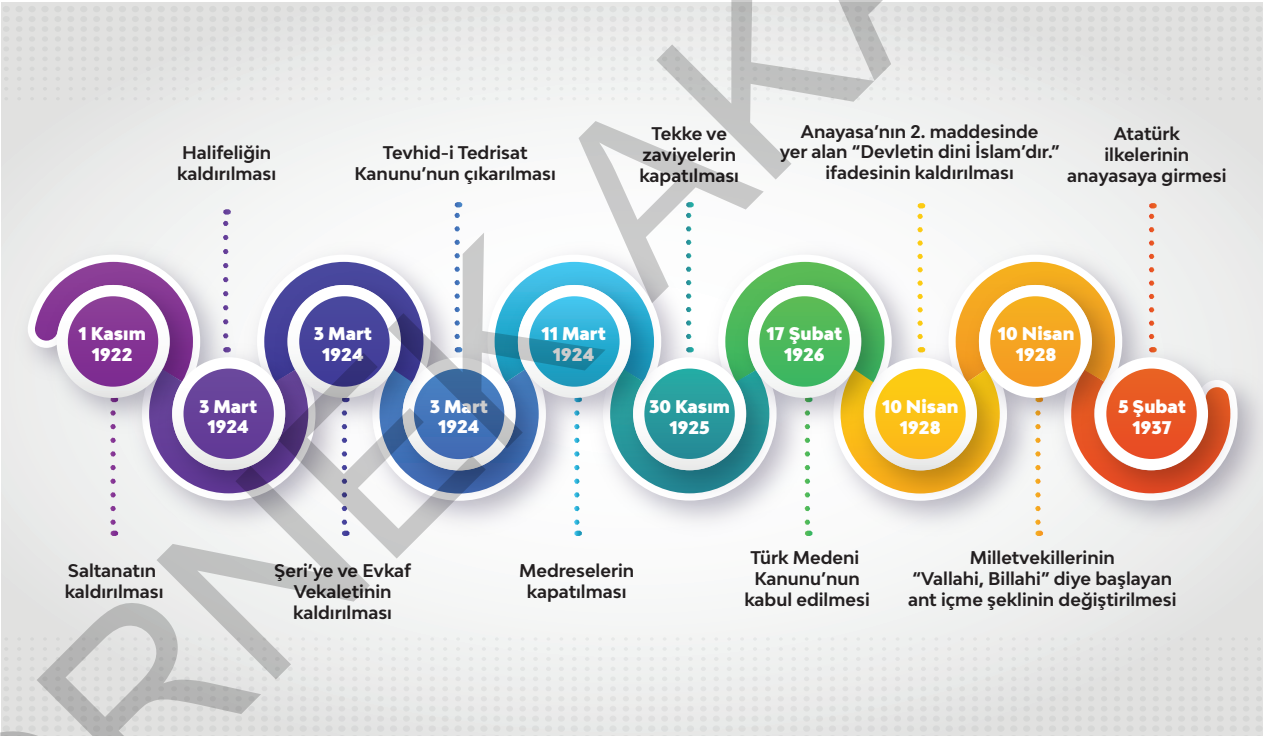 Halifeliğin
kaldırılması
Tevhid-i Tedrisat
Kanunu’nun çıkarılması
Tekke ve
zaviyelerin
kapatılması
Anayasa’nın 2. maddesinde
yer alan “Devletin dini İslam’dır.”
ifadesinin kaldırılması
Atatürk
ilkelerinin
anayasaya girmesi
1 Kasım
1922
3 Mart
1924
3 Mart
1924
3 Mart
1924
11 Mart
1924
30 Kasım
1925
17 Şubat
1926
10 Nisan
1928
10 Nisan
1928
5 Şubat
1937
Saltanatın
kaldırılması
Şeri’ye ve Evkaf
Vekaletinin
kaldırılması
Medreselerin
kapatılması
Türk Medeni
Kanunu’nun
kabul edilmesi
Milletvekillerinin
“Vallahi, Billahi” diye başlayan
ant içme şeklinin değiştirilmesi